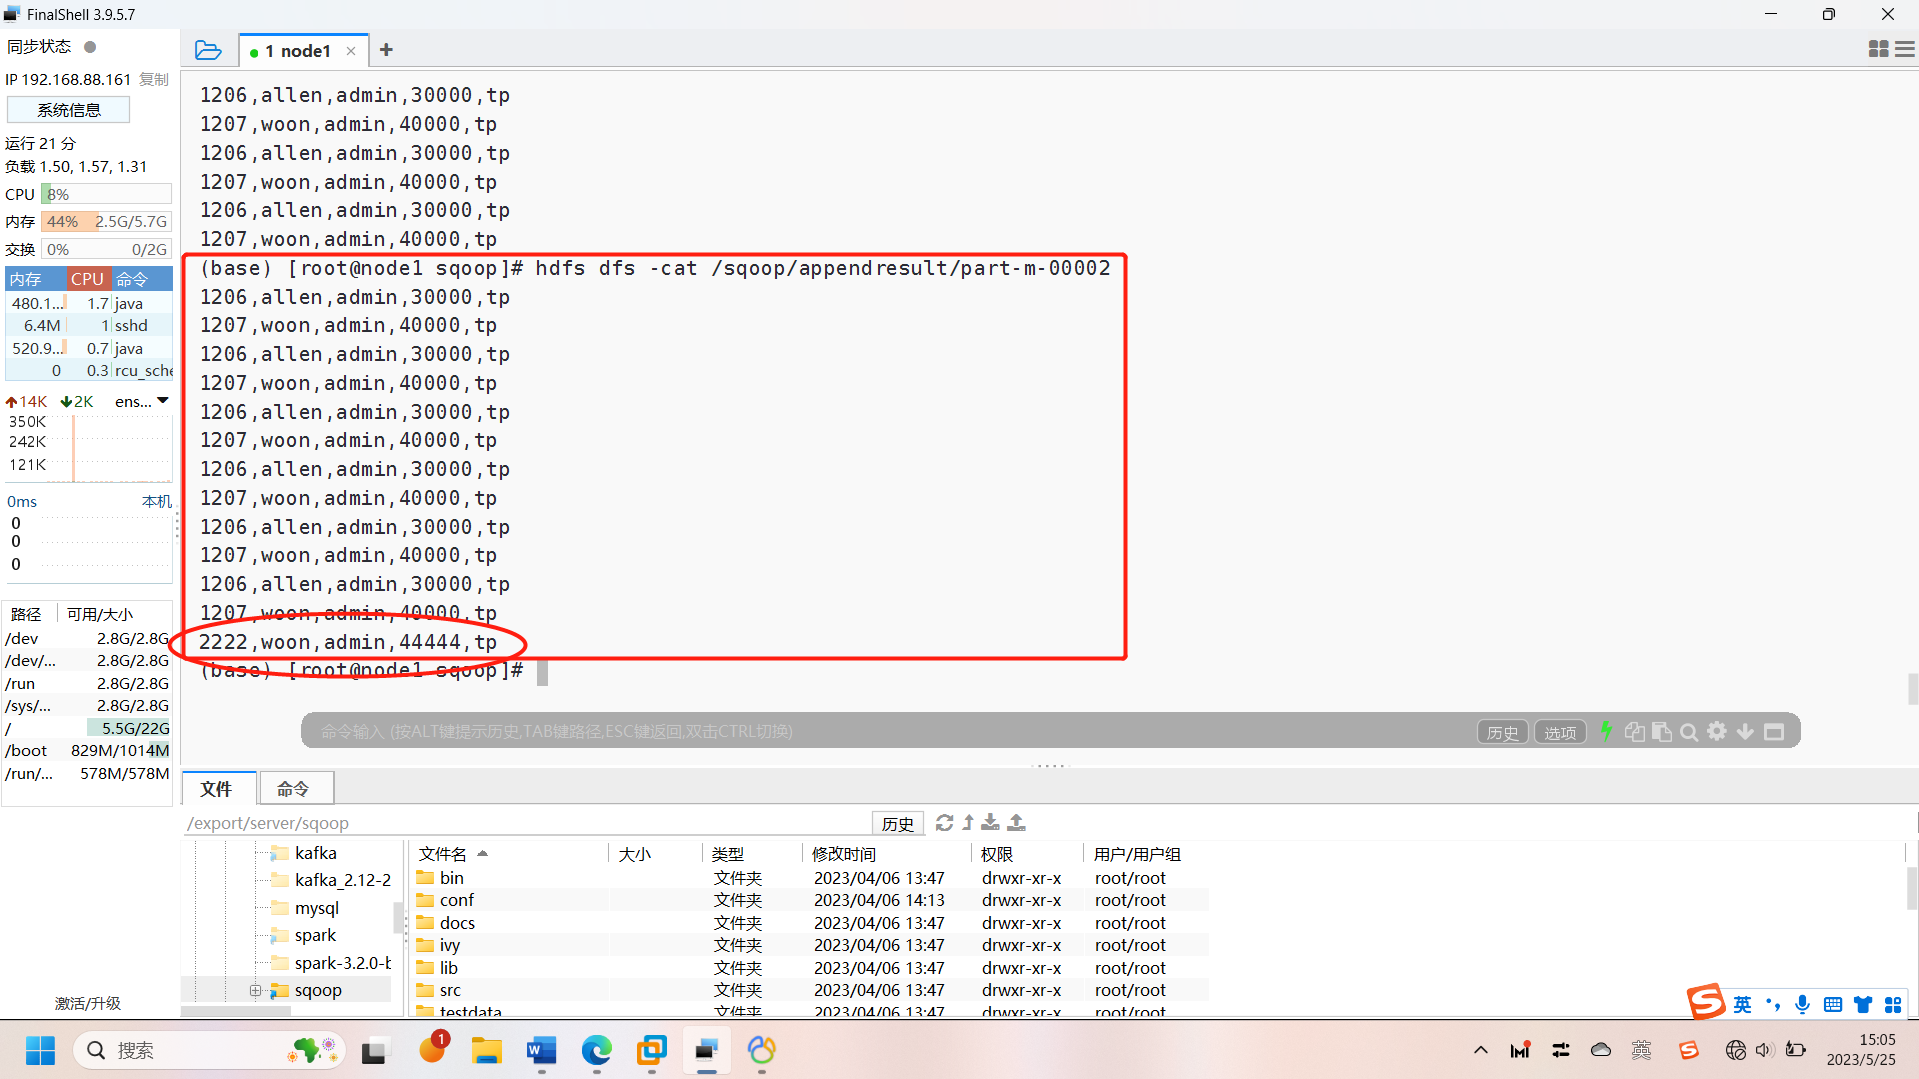 FinalShell 3.9.5.7
同步状态
IP 192.168.88.161 复制
系统信息
运行 21 分
负载 1.50, 1.57, 1.31
CPU 8%
内存 44% 2.5G/5.7G
交换 0% 0/2G
内存 CPU 命令
480.1... 1.7 java
6.4M 1 sshd
520.9... 0.7 java
0 0.3 rcu_sche
14K 2K ens...
350K
242K
121K
0ms 本机
0
0
0
路径 可用/大小
/dev 2.8G/2.8G
/dev/... 2.8G/2.8G
/run 2.8G/2.8G
/sys/... 2.8G/2.8G
/ 5.5G/22G
/boot 829M/1014M
/run/... 578M/578M
激活/升级
1 node1
1206,allen,admin,30000,tp
1207,woon,admin,40000,tp
1206,allen,admin,30000,tp
1207,woon,admin,40000,tp
1206,allen,admin,30000,tp
1207,woon,admin,40000,tp
(base) [root@node1 sqoop]# hdfs dfs -cat /sqoop/appendresult/part-m-00002
1206,allen,admin,30000,tp
1207,woon,admin,40000,tp
1206,allen,admin,30000,tp
1207,woon,admin,40000,tp
1206,allen,admin,30000,tp
1207,woon,admin,40000,tp
1206,allen,admin,30000,tp
1207,woon,admin,40000,tp
1206,allen,admin,30000,tp
1207,woon,admin,40000,tp
1206,allen,admin,30000,tp
1207,woon,admin,40000,tp
2222,woon,admin,44444,tp
(base) [root@node1 sqoop]#
命令输入 (按ALT键提示历史,TAB键路径,ESC键返回,双击CTRL切换) 历史 选项
文件 命令
/export/server/sqoop 历史
kafka
kafka_2.12-2
mysql
spark
spark-3.2.0-b
sqoop
文件名 大小 类型 修改时间 权限 用户/用户组
bin 文件夹 2023/04/06 13:47 drwxr-xr-x root/root
conf 文件夹 2023/04/06 14:13 drwxr-xr-x root/root
docs 文件夹 2023/04/06 13:47 drwxr-xr-x root/root
ivy 文件夹 2023/04/06 13:47 drwxr-xr-x root/root
lib 文件夹 2023/04/06 13:47 drwxr-xr-x root/root
src 文件夹 2023/04/06 13:47 drwxr-xr-x root/root
testdata 文件夹 2023/04/06 13:47 drwxr-xr-x root/root
英
搜索
1
英
15:05
2023/5/25